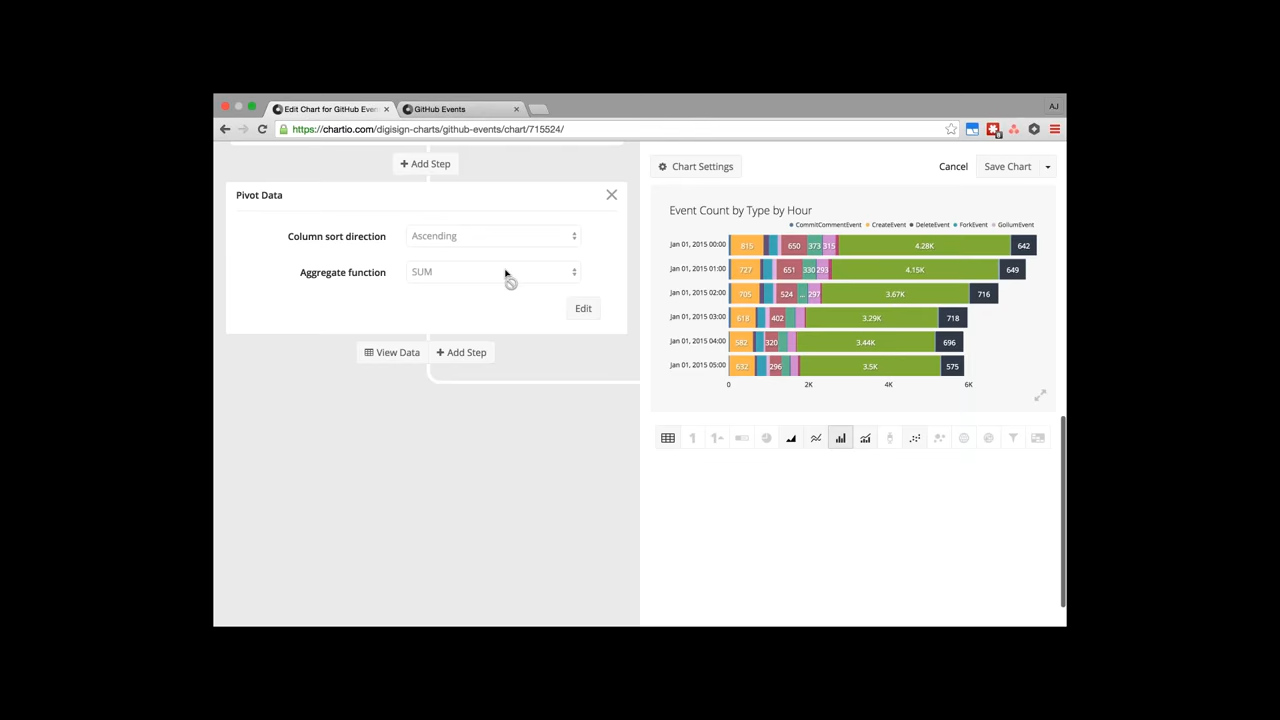 Edit Chart for GitHub Even
GitHub Events
AJ
https://chartio.com/digisign-charts/github-events/chart/715524/
Add Step
Pivot Data
Column sort direction Ascending
Aggregate function SUM
Edit
View Data Add Step
Chart Settings Cancel Save Chart
Event Count by Type by Hour
CommitCommentEvent CreateEvent DeleteEvent ForkEvent GollumEvent
Jan 01, 2015 00:00 815 650 373 315 4.28K 642
Jan 01, 2015 01:00 727 651 330 293 4.15K 649
Jan 01, 2015 02:00 705 524 ... 297 3.67K 716
Jan 01, 2015 03:00 618 402 3.29K 718
Jan 01, 2015 04:00 582 320 3.44K 696
Jan 01, 2015 05:00 632 296 3.5K 575
0 2K 4K 6K
1 1